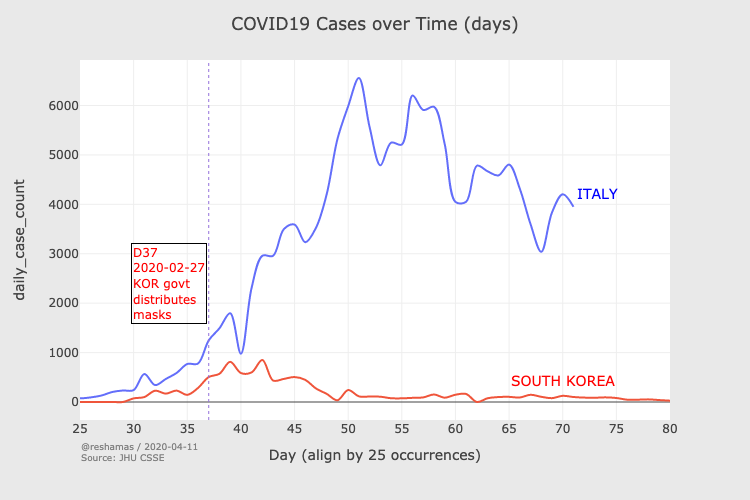 COVID19 Cases over Time (days)
daily_case_count
6000
5000
4000
3000
2000
1000
0
ITALY
D37
2020-02-27
KOR govt
distributes
masks
SOUTH KOREA
25 30 35 40 45 50 55 60 65 70 75 80
@reshamas / 2020-04-11
Source: JHU CSSE
Day (align by 25 occurrences)